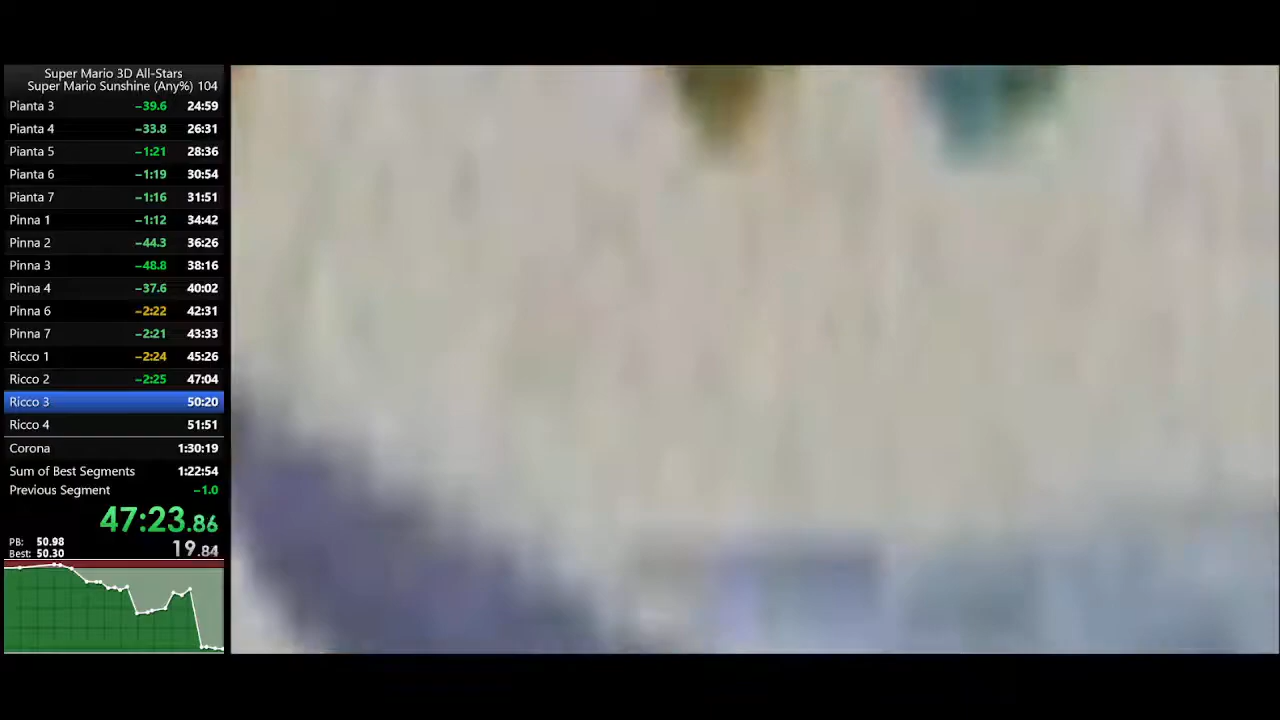 Super Mario 3D All-Stars
Super Mario Sunshine (Any%) 104
Pianta 3 -39.6 24:59
Pianta 4 -33.8 26:31
Pianta 5 -1:21 28:36
Pianta 6 -1:19 30:54
Pianta 7 -1:16 31:51
Pinna 1 -1:12 34:42
Pinna 2 -44.3 36:26
Pinna 3 -48.8 38:16
Pinna 4 -37.6 40:02
Pinna 6 -2:22 42:31
Pinna 7 -2:21 43:33
Ricco 1 -2:24 45:26
Ricco 2 -2:25 47:04
Ricco 3 50:20
Ricco 4 51:51
Corona 1:30:19
Sum of Best Segments 1:22:54
Previous Segment -1.0
47:23.86
PB: 50.98 19.84
Best: 50.30